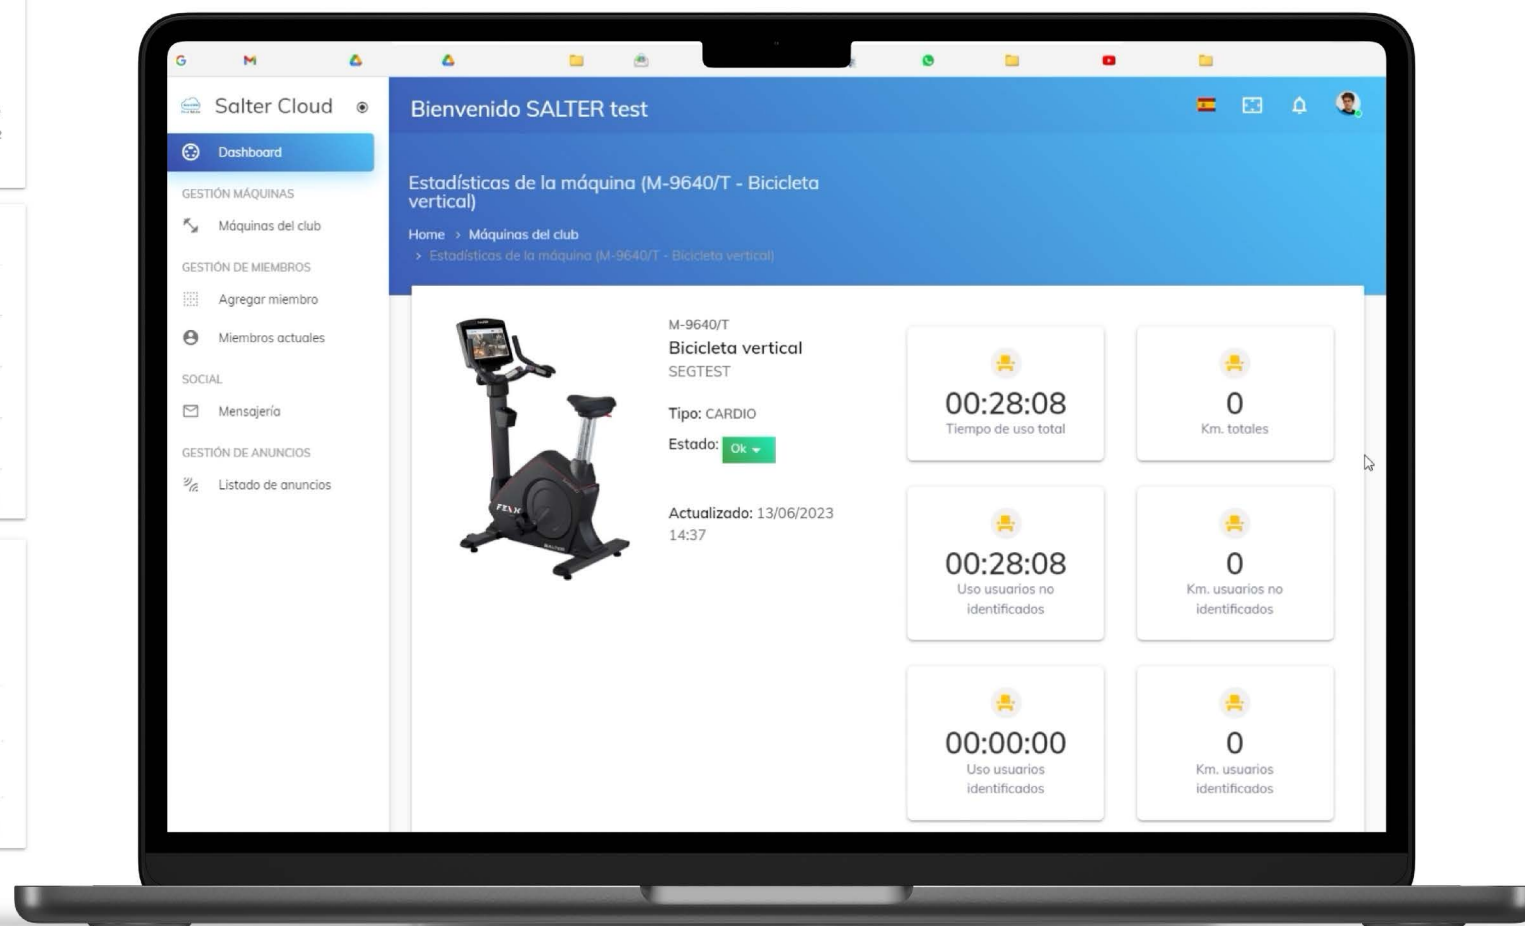 Salter Cloud
Bienvenido SALTER test
Dashboard
GESTIÓN MÁQUINAS
Máquinas del club
GESTIÓN DE MIEMBROS
Agregar miembro
Miembros actuales
SOCIAL
Mensajería
GESTIÓN DE ANUNCIOS
Listado de anuncios
Estadísticas de la máquina (M-9640/T - Bicicleta
vertical)
Home > Máquinas del club
> Estadísticas de la máquina (M-9640/T - Bicicleta vertical)
M-9640/T
Bicicleta vertical
SEGTEST
Tipo: CARDIO
Estado: Ok
Actualizado: 13/06/2023
14:37
00:28:08
Tiempo de uso total
0
Km. totales
00:28:08
Uso usuarios no
identificados
0
Km. usuarios no
identificados
00:00:00
Uso usuarios
identificados
0
Km. usuarios
identificados